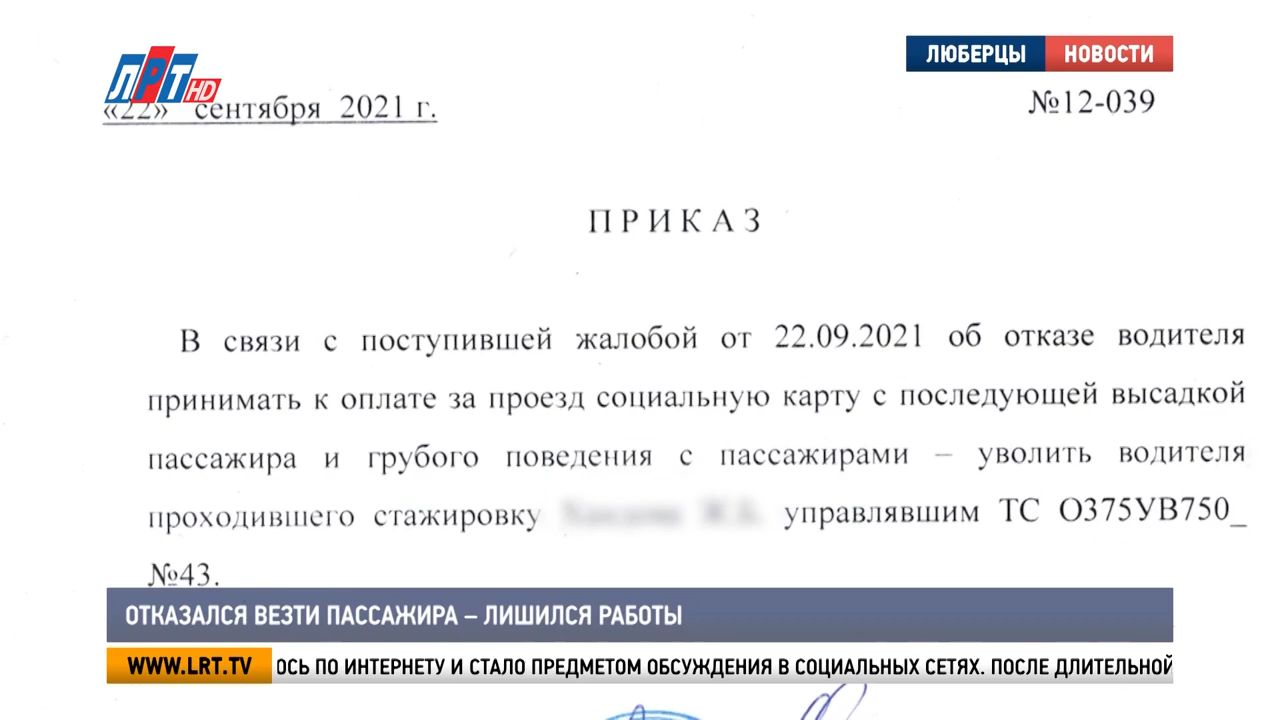 ЛРТ HD
ЛЮБЕРЦЫ НОВОСТИ
«22» сентября 2021 г.
№12-039
ПРИКАЗ
В связи с поступившей жалобой от 22.09.2021 об отказе водителя
принимать к оплате за проезд социальную карту с последующей высадкой
пассажира и грубого поведения с пассажирами – уволить водителя
проходившего стажировку управлявшим ТС О375УВ750_
№43.
ОТКАЗАЛСЯ ВЕЗТИ ПАССАЖИРА – ЛИШИЛСЯ РАБОТЫ
WWW.LRT.TV ОСЬ ПО ИНТЕРНЕТУ И СТАЛО ПРЕДМЕТОМ ОБСУЖДЕНИЯ В СОЦИАЛЬНЫХ СЕТЯХ. ПОСЛЕ ДЛИТЕЛЬНОЙ